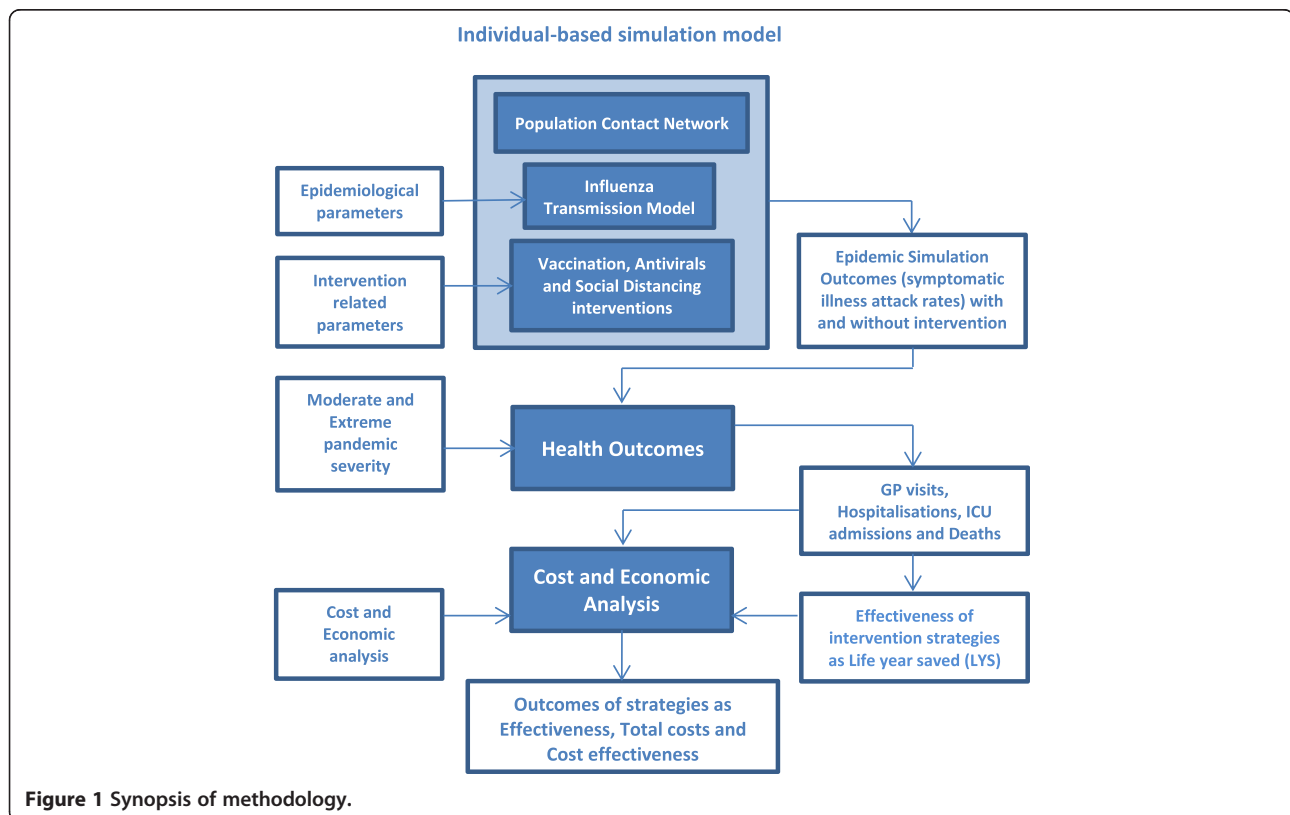 Individual-based simulation model
Population Contact Network
Epidemiological
parameters
Influenza
Transmission Model
Intervention
related
parameters
Vaccination, Antivirals
and Social Distancing
interventions
Epidemic Simulation
Outcomes (symptomatic
illness attack rates) with
and without intervention
Moderate and
Extreme
pandemic
severity
Health Outcomes
GP visits,
Hospitalisations, ICU
admissions and Deaths
Cost and
Economic
analysis
Cost and Economic
Analysis
Effectiveness of
intervention strategies
as Life year saved (LYS)
Outcomes of strategies as
Effectiveness, Total costs and
Cost effectiveness
Figure 1 Synopsis of methodology.